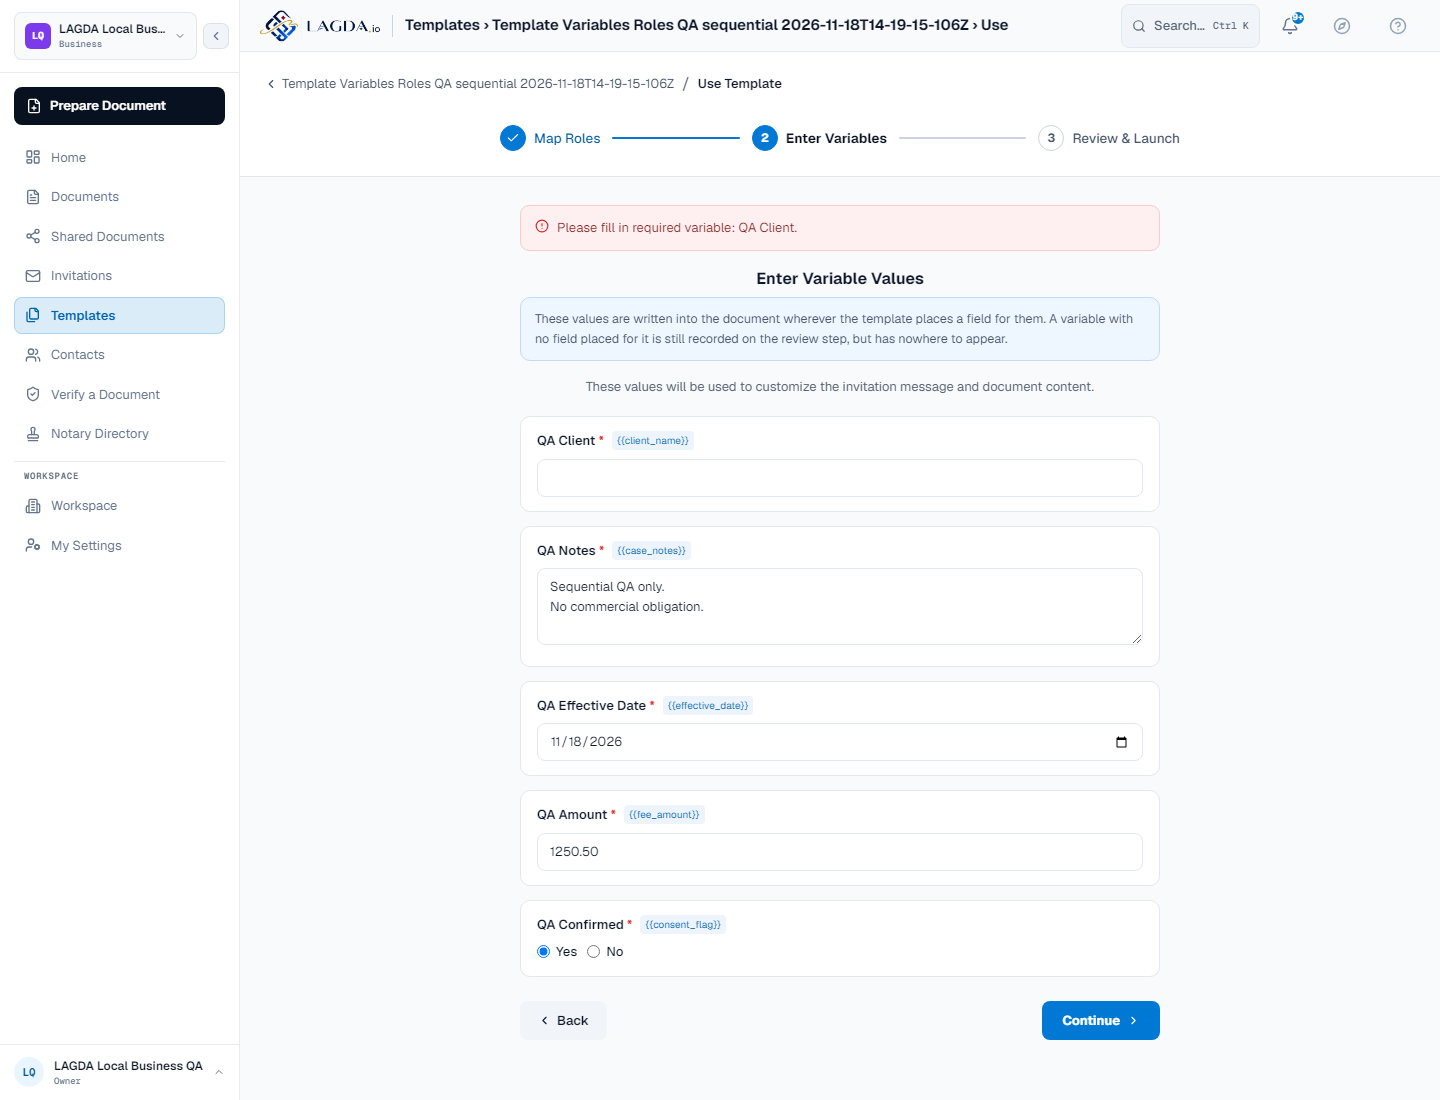 LQ
LAGDA Local Bus...
Business
LAGDA.io
Templates › Template Variables Roles QA sequential 2026-11-18T14-19-15-106Z › Use
Search...
Ctrl K
9+
Prepare Document
Home
Documents
Shared Documents
Invitations
Templates
Contacts
Verify a Document
Notary Directory
WORKSPACE
Workspace
My Settings
LQ
LAGDA Local Business QA
Owner
Template Variables Roles QA sequential 2026-11-18T14-19-15-106Z / Use Template
Map Roles
2
Enter Variables
3
Review & Launch
Please fill in required variable: QA Client.
Enter Variable Values
These values are written into the document wherever the template places a field for them. A variable with
no field placed for it is still recorded on the review step, but has nowhere to appear.
These values will be used to customize the invitation message and document content.
QA Client * {{client_name}}
QA Notes * {{case_notes}}
Sequential QA only.
No commercial obligation.
QA Effective Date * {{effective_date}}
11/18/2026
QA Amount * {{fee_amount}}
1250.50
QA Confirmed * {{consent_flag}}
Yes
No
Back
Continue